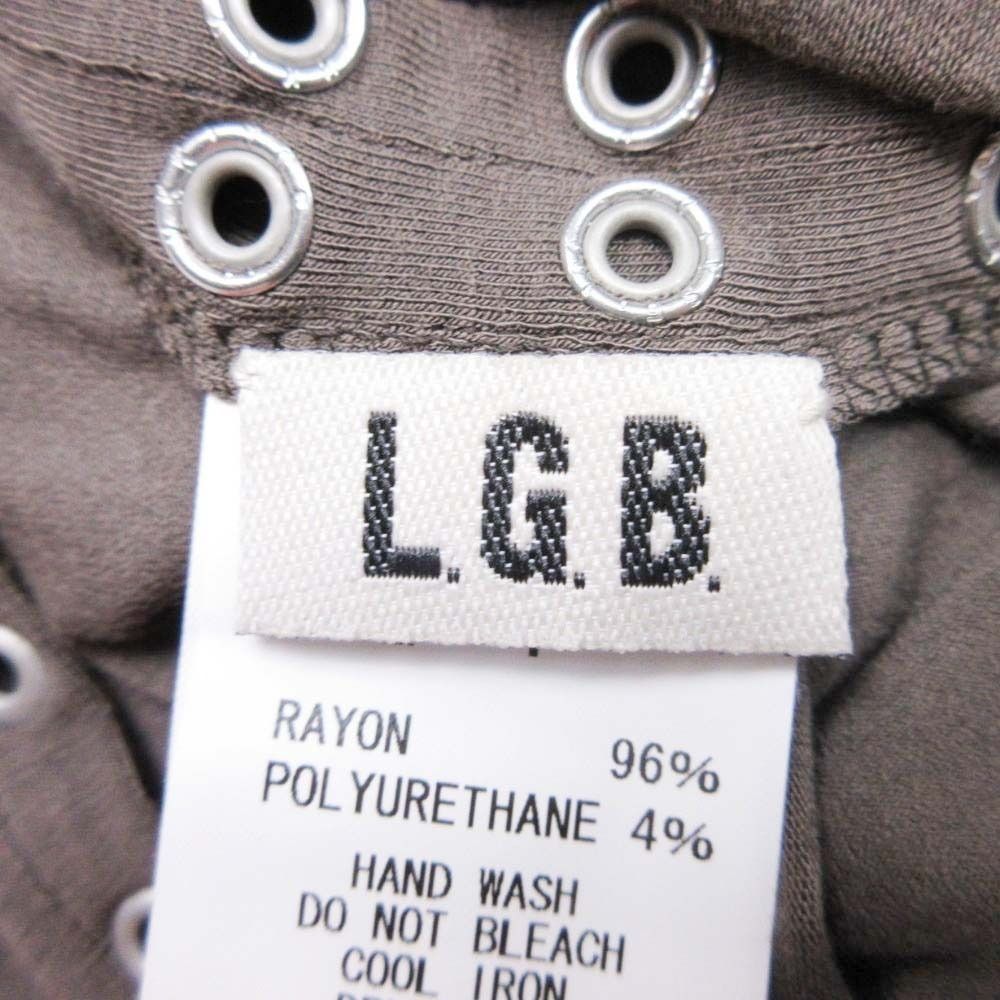 L.G.B.
RAYON 96%
POLYURETHANE 4%
HAND WASH
DO NOT BLEACH
COOL IRON